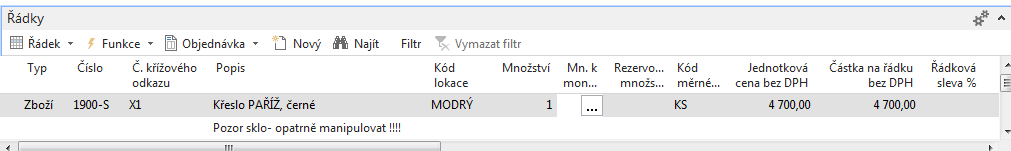 Řádky
Řádek Funkce Objednávka Nový Najít Filtr Vymazat filtr
Typ Číslo Č. křížového odkazu Popis Kód lokace Množství Mn. k mon... Rezervo... množs... Kód měrné... Jednotková cena bez DPH Částka na řádku bez DPH Řádková sleva %
Zboží 1900-S X1 Křeslo PAŘÍŽ, černé MODRÝ 1 ... KS 4 700,00 4 700,00
Pozor sklo- opatrně manipulovat !!!!